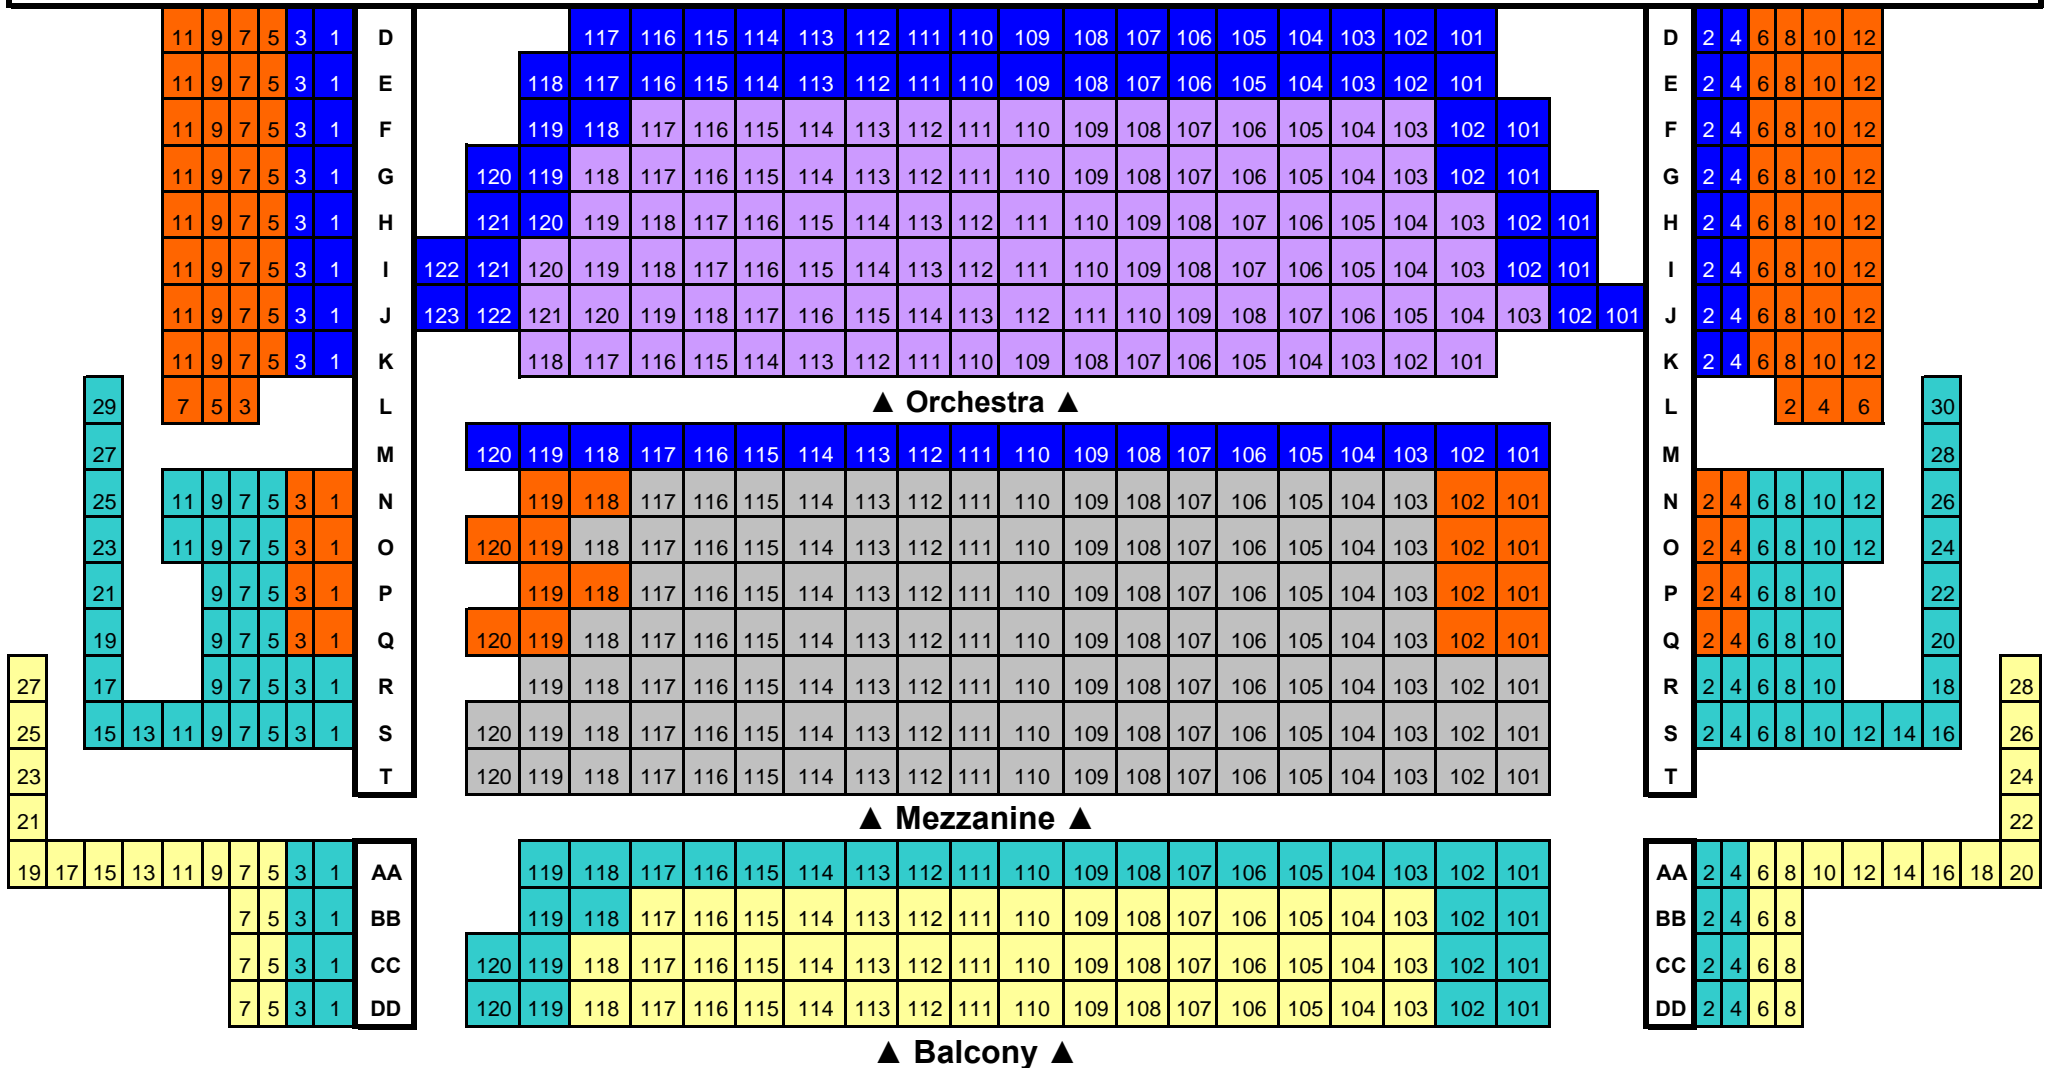 11 9 7 5 3 1 D 117 116 115 114 113 112 111 110 109 108 107 106 105 104 103 102 101 D 2 4 6 8 10 12
11 9 7 5 3 1 E 118 117 116 115 114 113 112 111 110 109 108 107 106 105 104 103 102 101 E 2 4 6 8 10 12
11 9 7 5 3 1 F 119 118 117 116 115 114 113 112 111 110 109 108 107 106 105 104 103 102 101 F 2 4 6 8 10 12
11 9 7 5 3 1 G 120 119 118 117 116 115 114 113 112 111 110 109 108 107 106 105 104 103 102 101 G 2 4 6 8 10 12
11 9 7 5 3 1 H 121 120 119 118 117 116 115 114 113 112 111 110 109 108 107 106 105 104 103 102 101 H 2 4 6 8 10 12
11 9 7 5 3 1 I 122 121 120 119 118 117 116 115 114 113 112 111 110 109 108 107 106 105 104 103 102 101 I 2 4 6 8 10 12
11 9 7 5 3 1 J 123 122 121 120 119 118 117 116 115 114 113 112 111 110 109 108 107 106 105 104 103 102 101 J 2 4 6 8 10 12
11 9 7 5 3 1 K 118 117 116 115 114 113 112 111 110 109 108 107 106 105 104 103 102 101 K 2 4 6 8 10 12
29 7 5 3 L ▲ Orchestra ▲ L 2 4 6 30
27 M 120 119 118 117 116 115 114 113 112 111 110 109 108 107 106 105 104 103 102 101 M 28
25 11 9 7 5 3 1 N 119 118 117 116 115 114 113 112 111 110 109 108 107 106 105 104 103 102 101 N 2 4 6 8 10 12 26
23 11 9 7 5 3 1 O 120 119 118 117 116 115 114 113 112 111 110 109 108 107 106 105 104 103 102 101 O 2 4 6 8 10 12 24
21 9 7 5 3 1 P 119 118 117 116 115 114 113 112 111 110 109 108 107 106 105 104 103 102 101 P 2 4 6 8 10 22
19 9 7 5 3 1 Q 120 119 118 117 116 115 114 113 112 111 110 109 108 107 106 105 104 103 102 101 Q 2 4 6 8 10 20
27 17 9 7 5 3 1 R 119 118 117 116 115 114 113 112 111 110 109 108 107 106 105 104 103 102 101 R 2 4 6 8 10 18 28
25 15 13 11 9 7 5 3 1 S 120 119 118 117 116 115 114 113 112 111 110 109 108 107 106 105 104 103 102 101 S 2 4 6 8 10 12 14 16 26
23 T 120 119 118 117 116 115 114 113 112 111 110 109 108 107 106 105 104 103 102 101 T 24
21 ▲ Mezzanine ▲ 22
19 17 15 13 11 9 7 5 3 1 AA 119 118 117 116 115 114 113 112 111 110 109 108 107 106 105 104 103 102 101 AA 2 4 6 8 10 12 14 16 18 20
7 5 3 1 BB 119 118 117 116 115 114 113 112 111 110 109 108 107 106 105 104 103 102 101 BB 2 4 6 8
7 5 3 1 CC 120 119 118 117 116 115 114 113 112 111 110 109 108 107 106 105 104 103 102 101 CC 2 4 6 8
7 5 3 1 DD 120 119 118 117 116 115 114 113 112 111 110 109 108 107 106 105 104 103 102 101 DD 2 4 6 8
▲ Balcony ▲